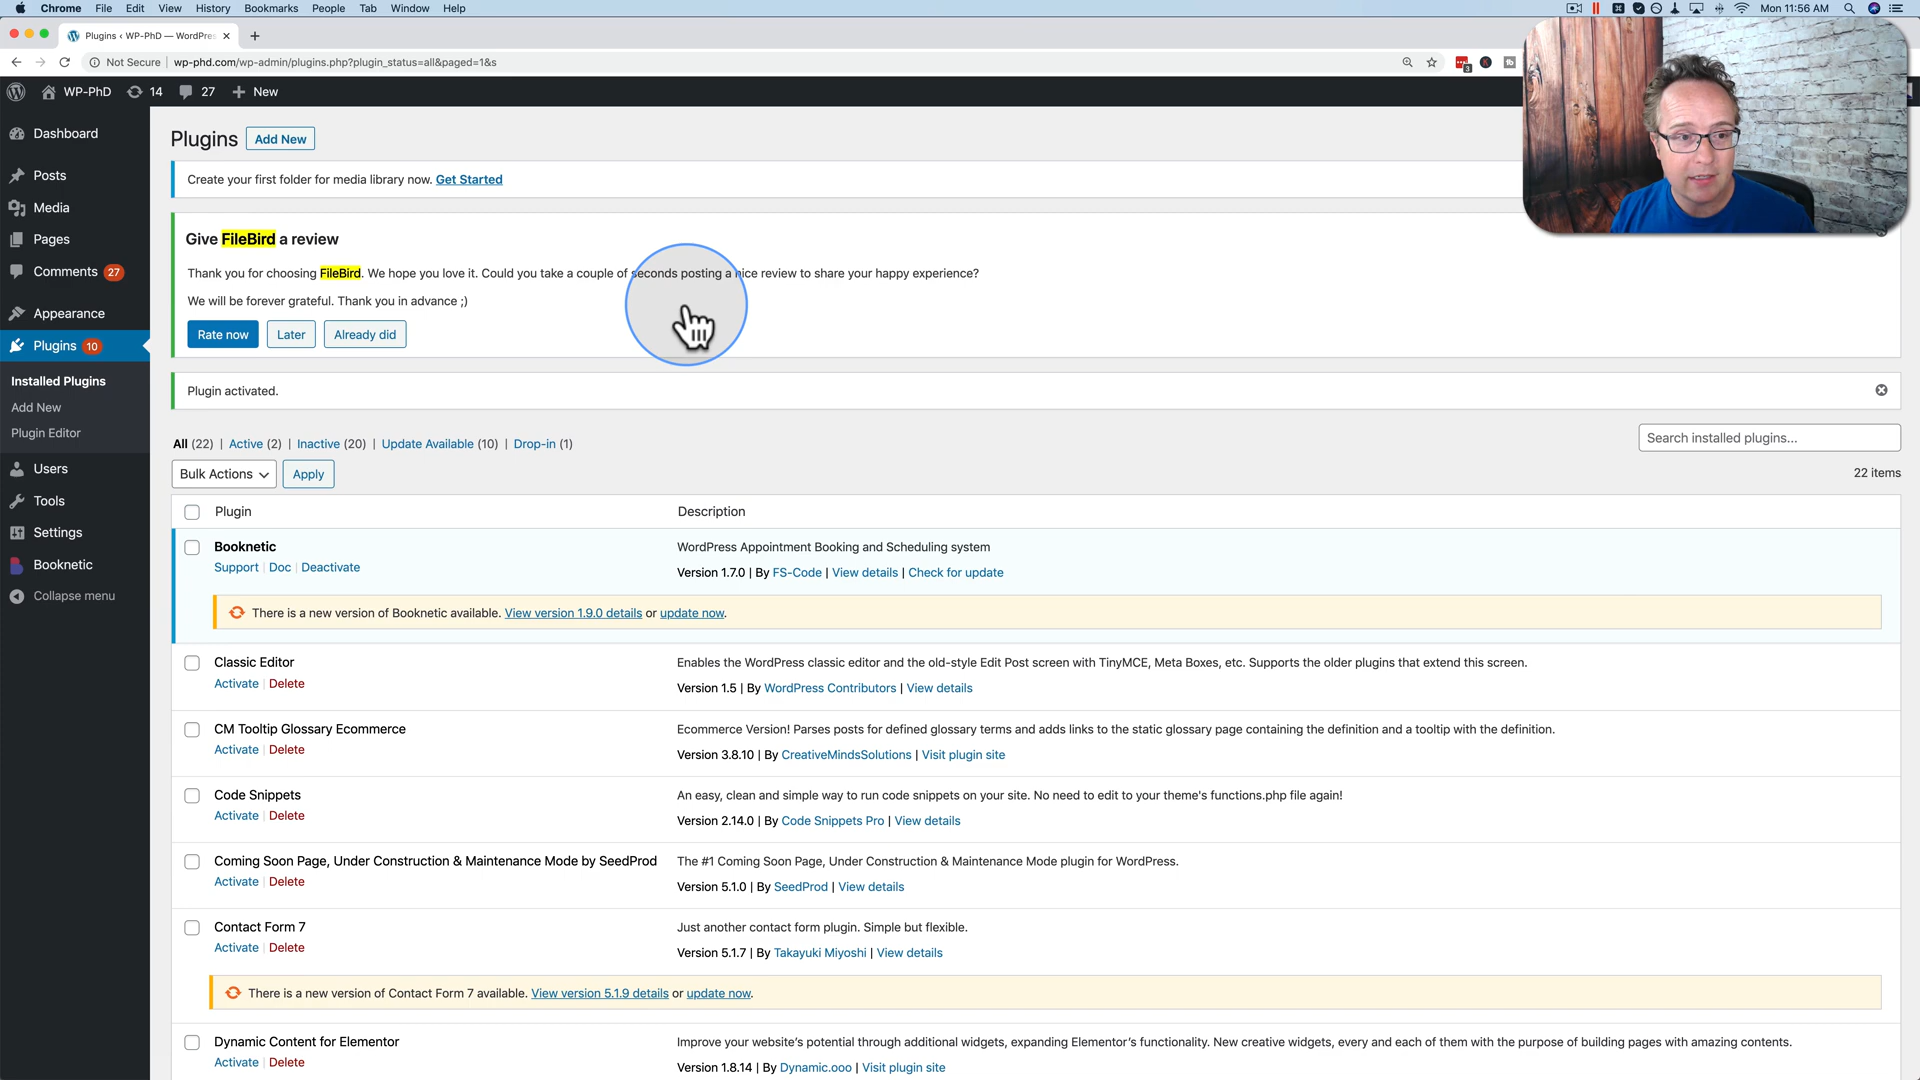 Chrome File Edit View History Bookmarks People Tab Window Help Mon 11:56 AM
Plugins ‹ WP-PhD — WordPres
Not Secure | wp-phd.com/wp-admin/plugins.php?plugin_status=all&paged=1&s
3
WP-PhD 14 27 New
Dashboard
Posts
Media
Pages
Comments 27
Appearance
Plugins 10
Installed Plugins
Add New
Plugin Editor
Users
Tools
Settings
Booknetic
Collapse menu
Plugins Add New
Create your first folder for media library now. Get Started
Give FileBird a review
Thank you for choosing FileBird. We hope you love it. Could you take a couple of seconds posting a nice review to share your happy experience?
We will be forever grateful. Thank you in advance ;)
Rate now Later Already did
Plugin activated.
All (22) | Active (2) | Inactive (20) | Update Available (10) | Drop-in (1)
Search installed plugins...
Bulk Actions Apply
22 items
Plugin Description
Booknetic WordPress Appointment Booking and Scheduling system
Support | Doc | Deactivate Version 1.7.0 | By FS-Code | View details | Check for update
There is a new version of Booknetic available. View version 1.9.0 details or update now.
Classic Editor Enables the WordPress classic editor and the old-style Edit Post screen with TinyMCE, Meta Boxes, etc. Supports the older plugins that extend this screen.
Activate | Delete Version 1.5 | By WordPress Contributors | View details
CM Tooltip Glossary Ecommerce Ecommerce Version! Parses posts for defined glossary terms and adds links to the static glossary page containing the definition and a tooltip with the definition.
Activate | Delete Version 3.8.10 | By CreativeMindsSolutions | Visit plugin site
Code Snippets An easy, clean and simple way to run code snippets on your site. No need to edit to your theme's functions.php file again!
Activate | Delete Version 2.14.0 | By Code Snippets Pro | View details
Coming Soon Page, Under Construction & Maintenance Mode by SeedProd The #1 Coming Soon Page, Under Construction & Maintenance Mode plugin for WordPress.
Activate | Delete Version 5.1.0 | By SeedProd | View details
Contact Form 7 Just another contact form plugin. Simple but flexible.
Activate | Delete Version 5.1.7 | By Takayuki Miyoshi | View details
There is a new version of Contact Form 7 available. View version 5.1.9 details or update now.
Dynamic Content for Elementor Improve your website's potential through additional widgets, expanding Elementor's functionality. New creative widgets, every and each of them with the purpose of building pages with amazing contents.
Activate | Delete Version 1.8.14 | By Dynamic.ooo | Visit plugin site